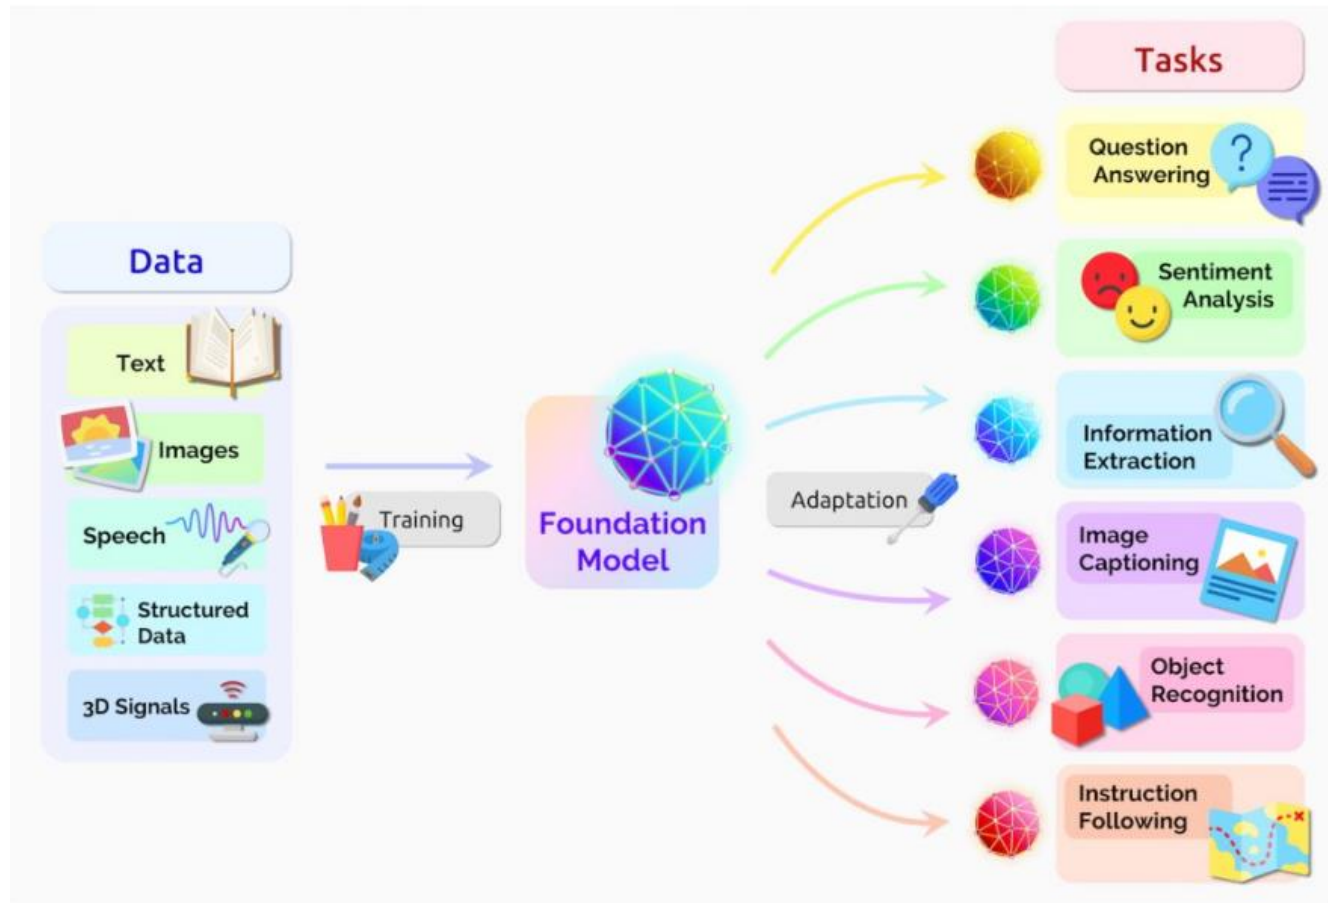 Data
Text
Images
Speech
Structured
Data
3D Signals
Training
Foundation
Model
Adaptation
Tasks
Question
Answering
?
Sentiment
Analysis
Information
Extraction
Image
Captioning
Object
Recognition
Instruction
Following